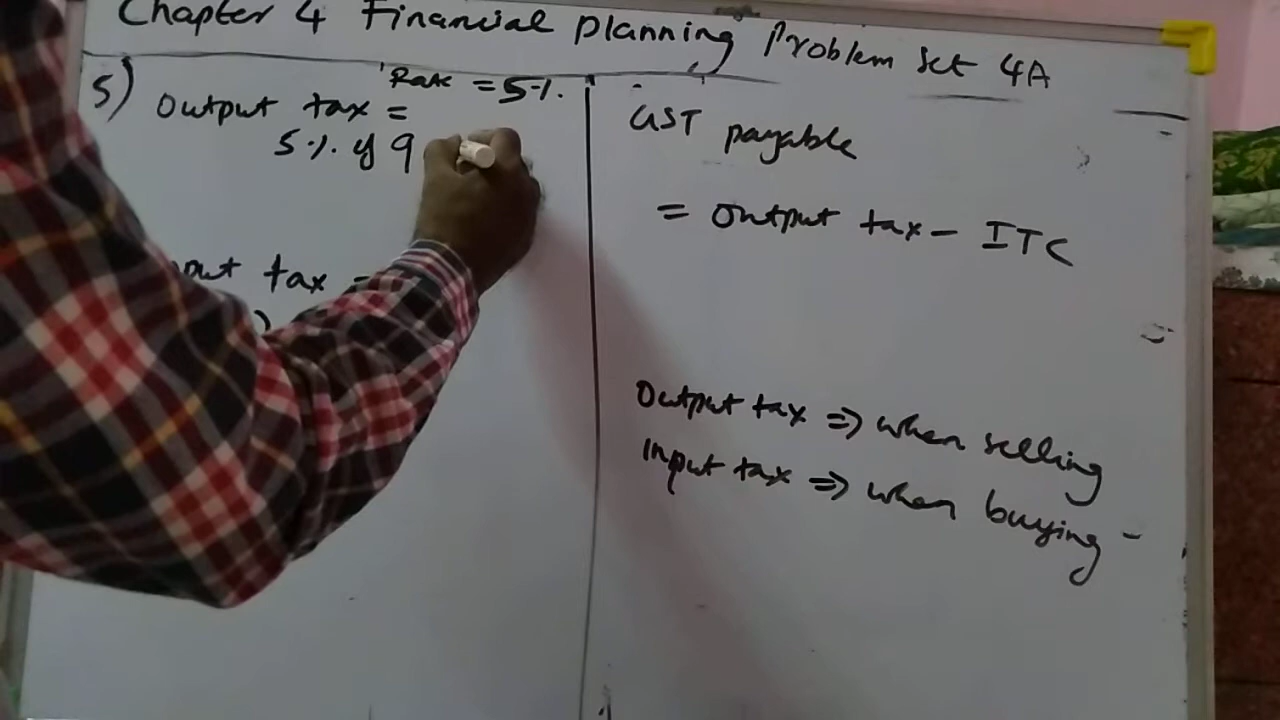 Chapter 4 Financial planning Problem set 4A
5) Rate = 5%.
Output tax =
5%. of 9
put tax =
GST payable
= Output tax - ITC
Output tax ⇒ when selling
Input tax ⇒ when buying -